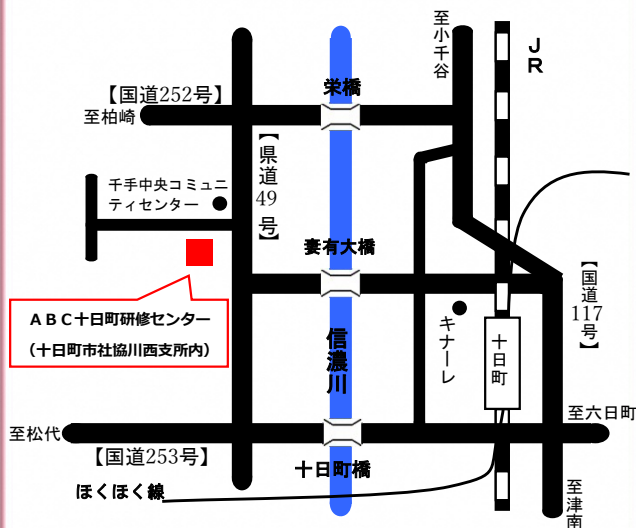 至小千谷
ＪＲ
栄橋
【国道252号】
至柏崎
【県道49号】
千手中央コミュニ
ティセンター
妻有大橋
【国道117号】
ＡＢＣ十日町研修センター
（十日町市社協川西支所内）
信濃川
キナーレ
十日町
至六日町
至松代
【国道253号】
十日町橋
ほくほく線
至津南